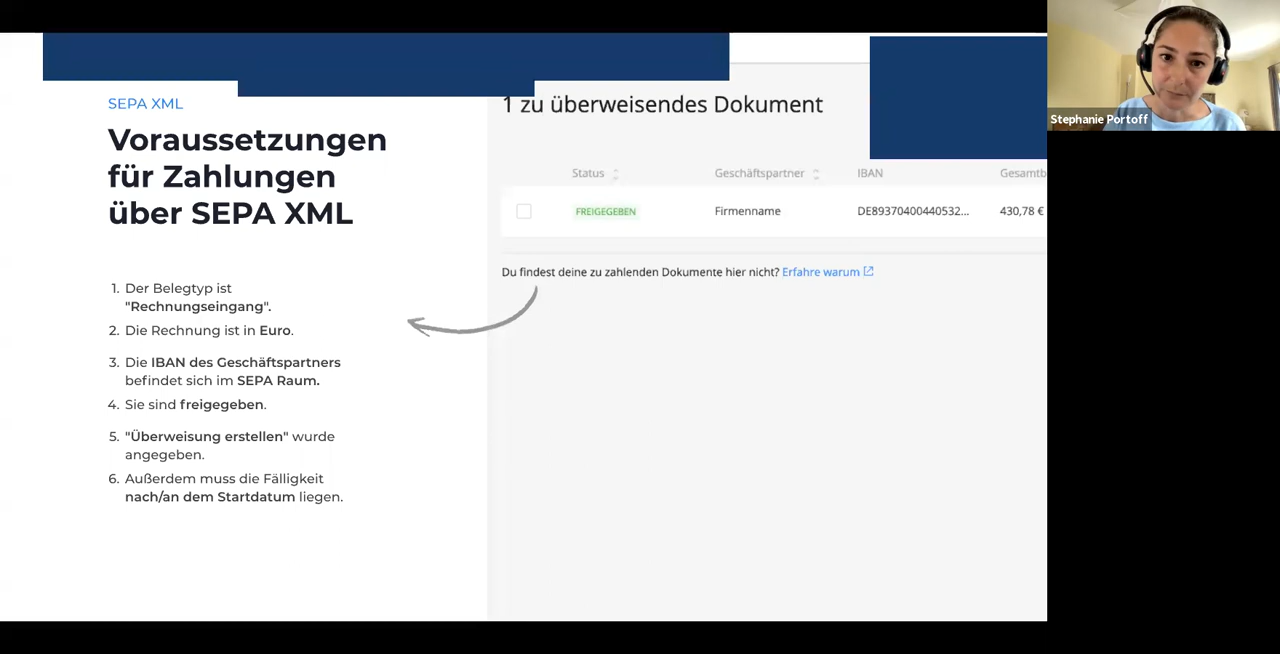 SEPA XML
Voraussetzungen
für Zahlungen
über SEPA XML
1. Der Belegtyp ist
"Rechnungseingang".
2. Die Rechnung ist in Euro.
3. Die IBAN des Geschäftspartners
befindet sich im SEPA Raum.
4. Sie sind freigegeben.
5. "Überweisung erstellen" wurde
angegeben.
6. Außerdem muss die Fälligkeit
nach/an dem Startdatum liegen.
1 zu überweisendes Dokument
Status Geschäftspartner IBAN Gesamtb
FREIGEGEBEN Firmenname DE89370400440532... 430,78 €
Du findest deine zu zahlenden Dokumente hier nicht? Erfahre warum
Stephanie Portoff